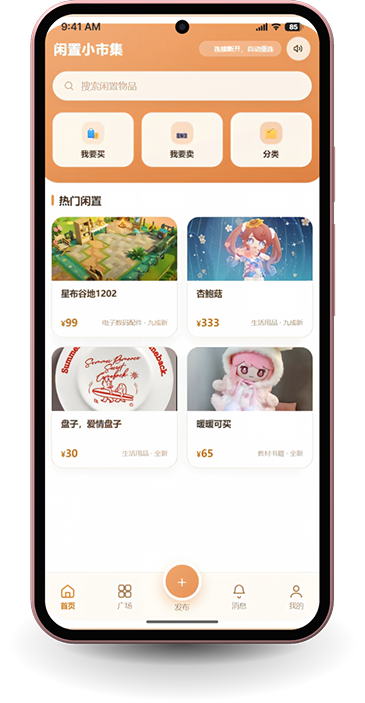 9:41 AM
85
闲置小市集
连接断开，自动重连
搜索闲置物品
我要买
我要卖
分类
热门闲置
星布谷地1202
¥99
电子数码配件 · 九成新
杏鲍菇
¥333
生活用品 · 九成新
Summer Romance
Sweet
Comeback
盘子，爱情盘子
¥30
生活用品 · 全新
暖暖可买
¥65
教材书籍 · 全新
首页
广场
发布
消息
我的